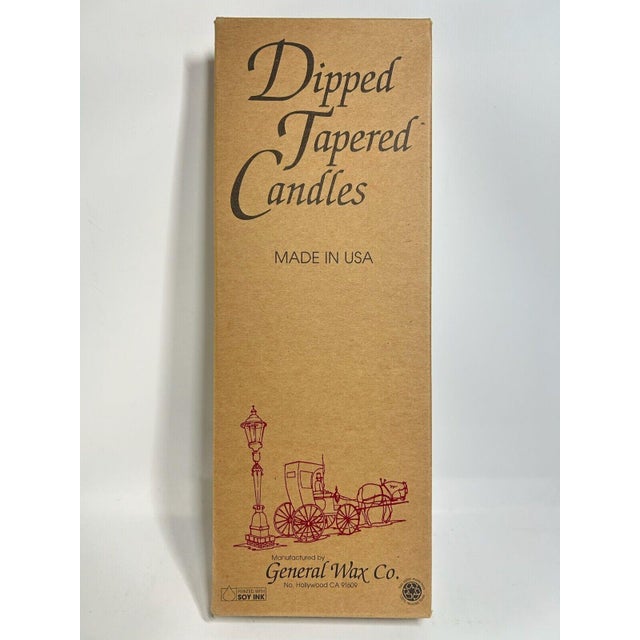 Dipped
Tapered
Candles
MADE IN USA
Manufactured by
General Wax Co.
No. Hollywood CA 91609
PRINTED WITH
SOY INK